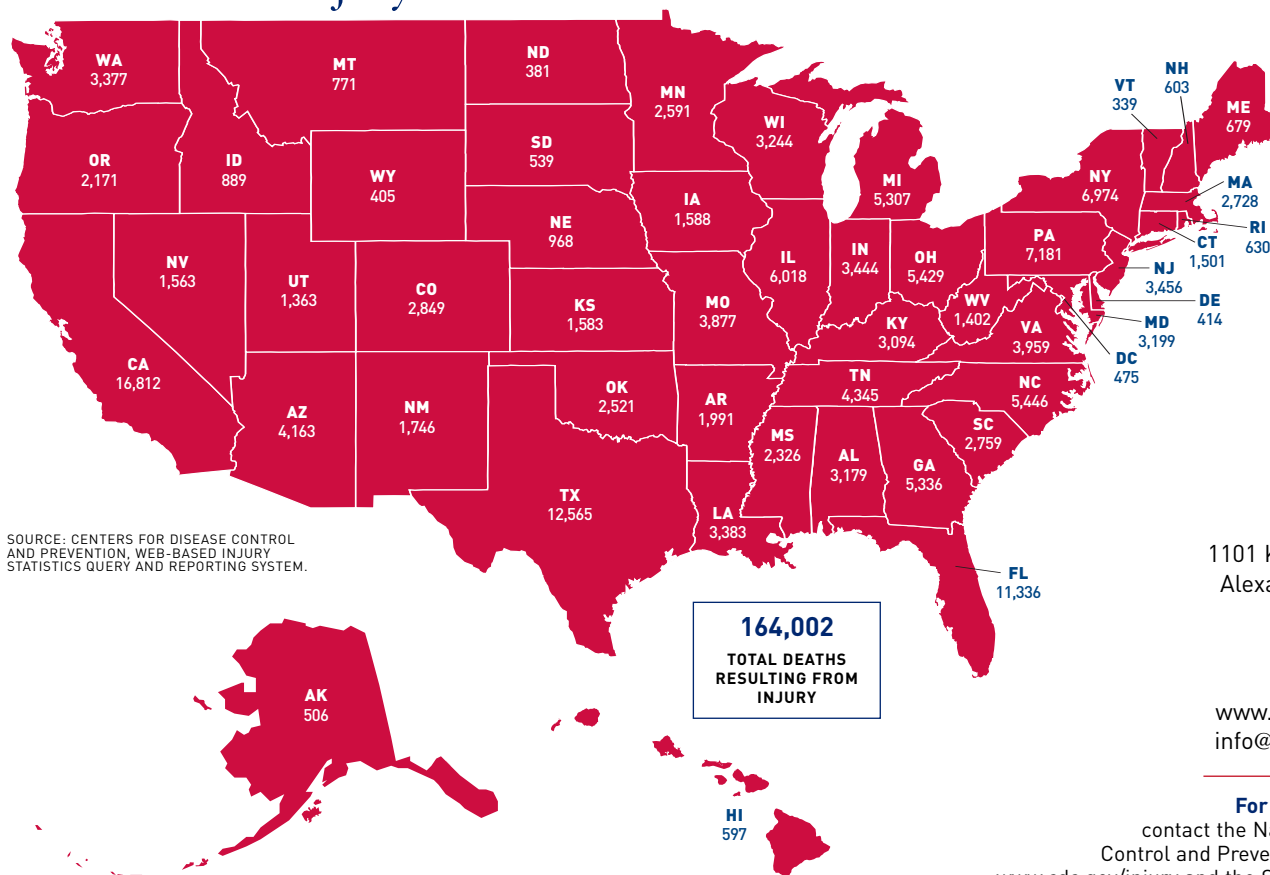 WA
3,377
MT
771
ND
381
MN
2,591
WI
3,244
MI
5,307
VT
339
NH
603
ME
679
OR
2,171
ID
889
WY
405
SD
539
IA
1,588
NY
6,974
MA
2,728
RI
630
CT
1,501
NV
1,563
UT
1,363
CO
2,849
NE
968
KS
1,583
MO
3,877
IL
6,018
IN
3,444
OH
5,429
PA
7,181
NJ
3,456
DE
414
MD
3,199
DC
475
WV
1,402
VA
3,959
KY
3,094
CA
16,812
AZ
4,163
NM
1,746
OK
2,521
AR
1,991
TN
4,345
NC
5,446
SC
2,759
MS
2,326
AL
3,179
GA
5,336
TX
12,565
LA
3,383
FL
11,336
SOURCE: CENTERS FOR DISEASE CONTROL
AND PREVENTION, WEB-BASED INJURY
STATISTICS QUERY AND REPORTING SYSTEM.
164,002
TOTAL DEATHS
RESULTING FROM
INJURY
AK
506
HI
597
1101
www.
info@
For
contact the
Control and